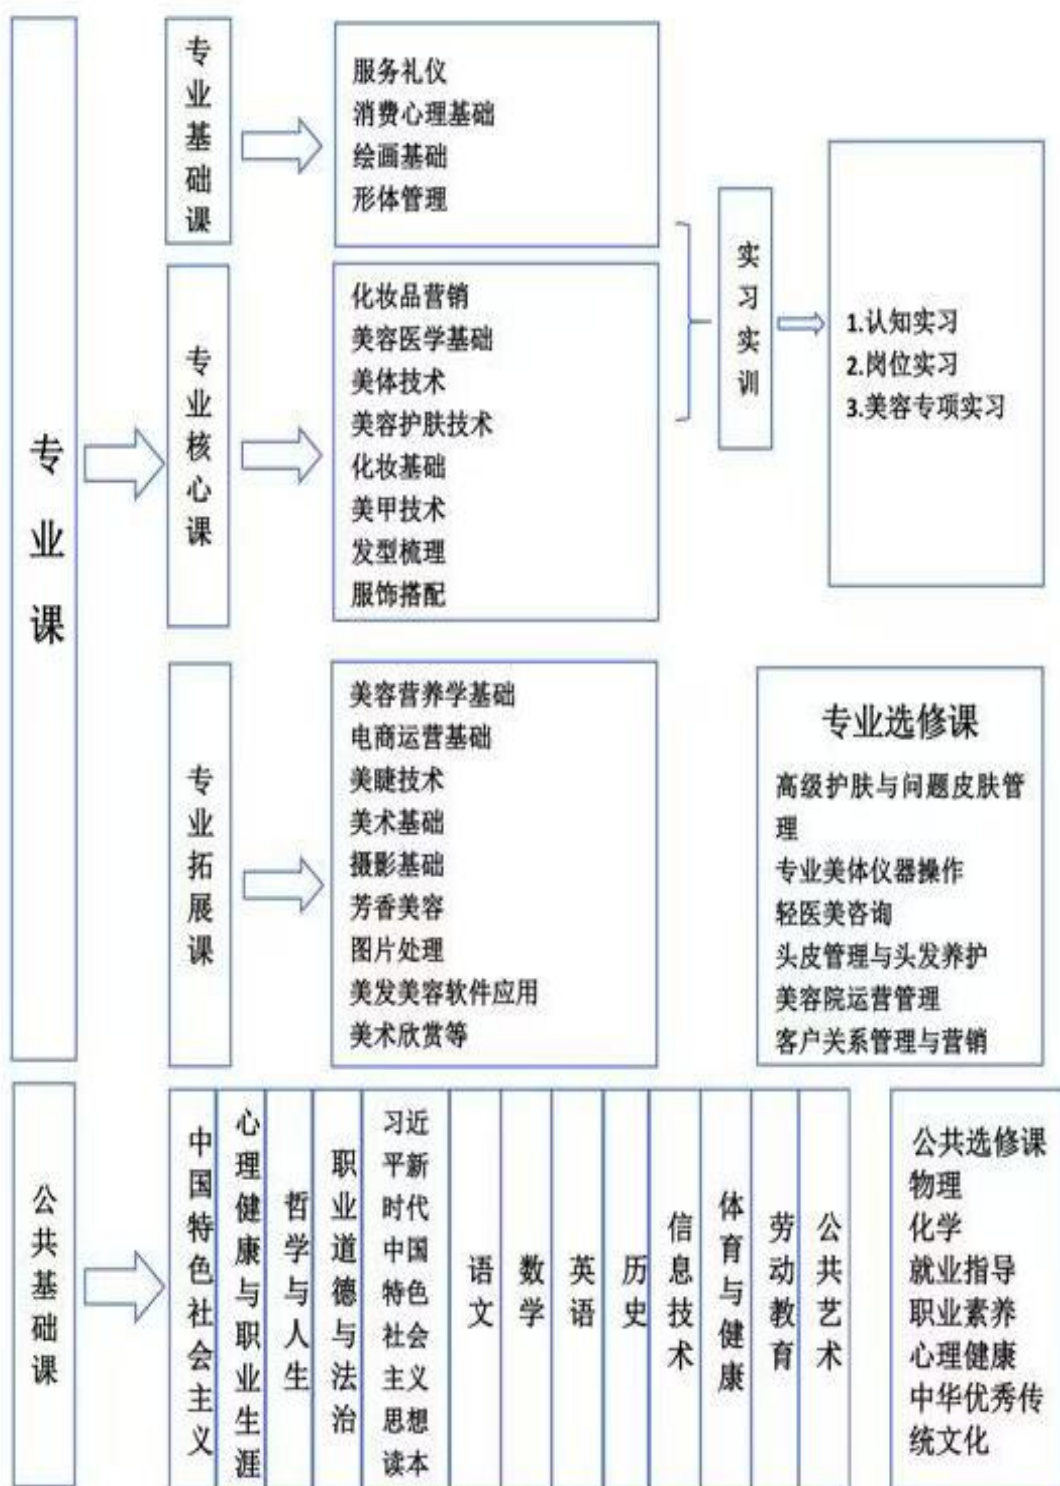 专业课
专业基础课
服务礼仪
消费心理基础
绘画基础
形体管理
专业核心课
化妆品营销
美容医学基础
美体技术
美容护肤技术
化妆基础
美甲技术
发型梳理
服饰搭配
实习实训
1.认知实习
2.岗位实习
3.美容专项实习
专业拓展课
美容营养学基础
电商运营基础
美睫技术
美术基础
摄影基础
芳香美容
图片处理
美发美容软件应用
美术欣赏等
专业选修课
高级护肤与问题皮肤管
理
专业美体仪器操作
轻医美咨询
头皮管理与头发养护
美容院运营管理
客户关系管理与营销
公共基础课
中国特色社会主义
心理健康与职业生涯
哲学与人生
职业道德与法治
习近
平新
时代
中国
特色
社会
主义
思想
读本
语文
数学
英语
历史
信息技术
体育与健康
劳动教育
公共艺术
公共选修课
物理
化学
就业指导
职业素养
心理健康
中华优秀传
统文化